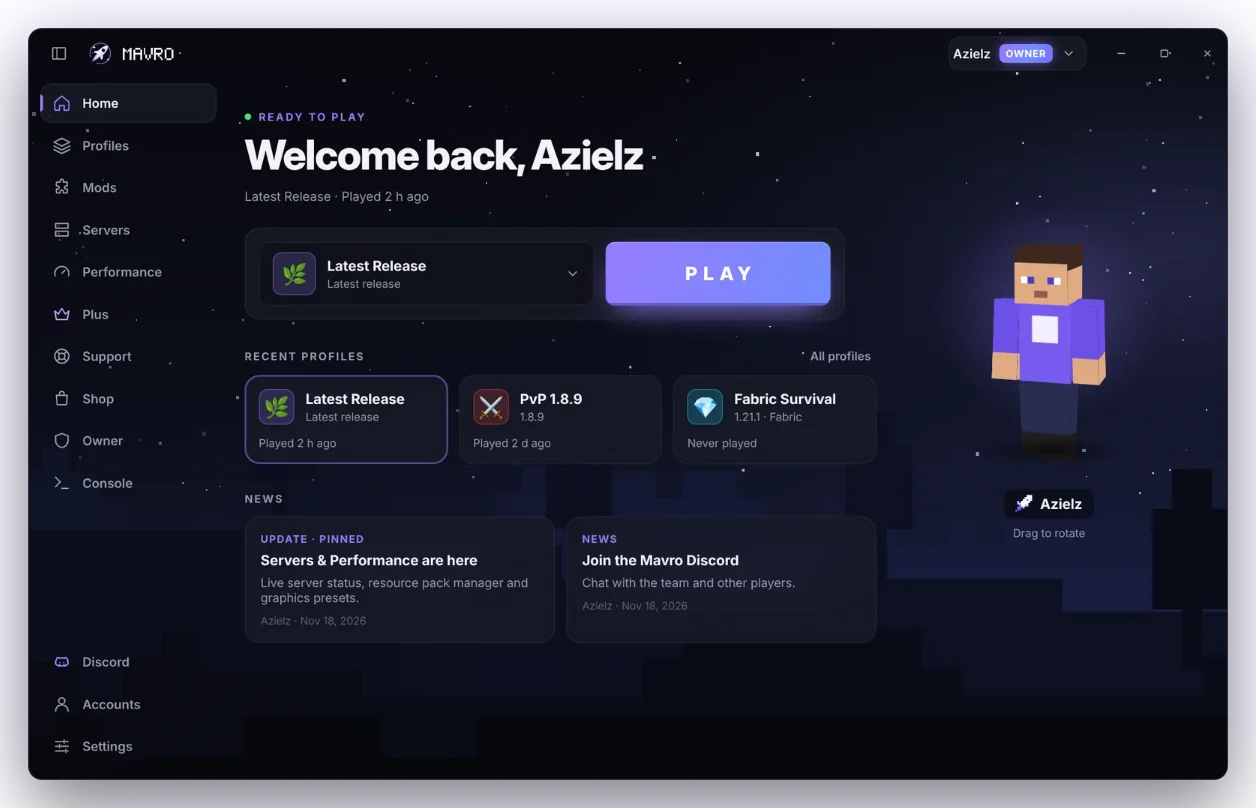 MAVRO
Azielz OWNER
Home
Profiles
Mods
Servers
Performance
Plus
Support
Shop
Owner
Console
Discord
Accounts
Settings
READY TO PLAY
Welcome back, Azielz
Latest Release · Played 2 h ago
Latest Release
Latest release
PLAY
RECENT PROFILES
All profiles
Latest Release
Latest release
Played 2 h ago
PvP 1.8.9
1.8.9
Played 2 d ago
Fabric Survival
1.21.1 · Fabric
Never played
NEWS
UPDATE · PINNED
Servers & Performance are here
Live server status, resource pack manager and
graphics presets.
Azielz · Nov 18, 2026
NEWS
Join the Mavro Discord
Chat with the team and other players.
Azielz · Nov 18, 2026
Azielz
Drag to rotate